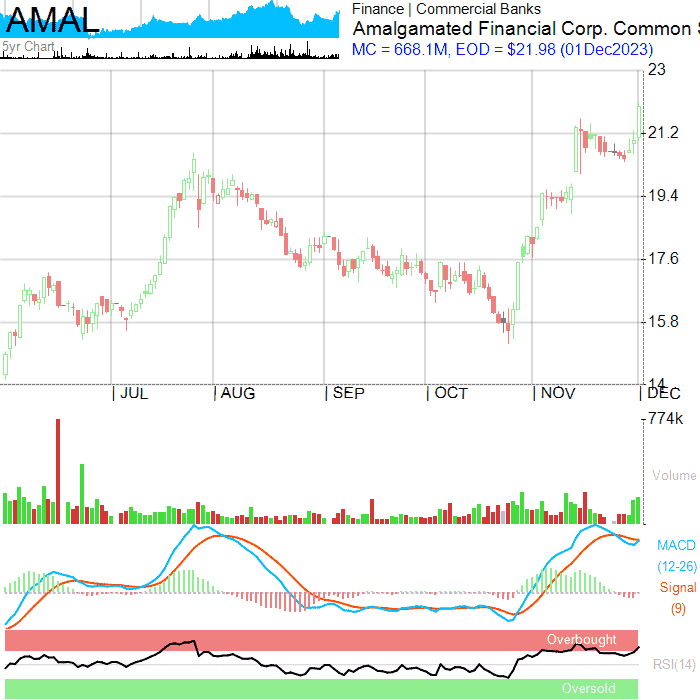 AMAL
5yr Chart
Finance | Commercial Banks
Amalgamated Financial Corp. Common S
MC = 668.1M, EOD = $21.98 (01Dec2023)
23
21.2
19.4
17.6
15.8
14
JUL AUG SEP OCT NOV DEC
774k
Volume
MACD
(12-26)
Signal
(9)
Overbought
RSI(14)
Oversold